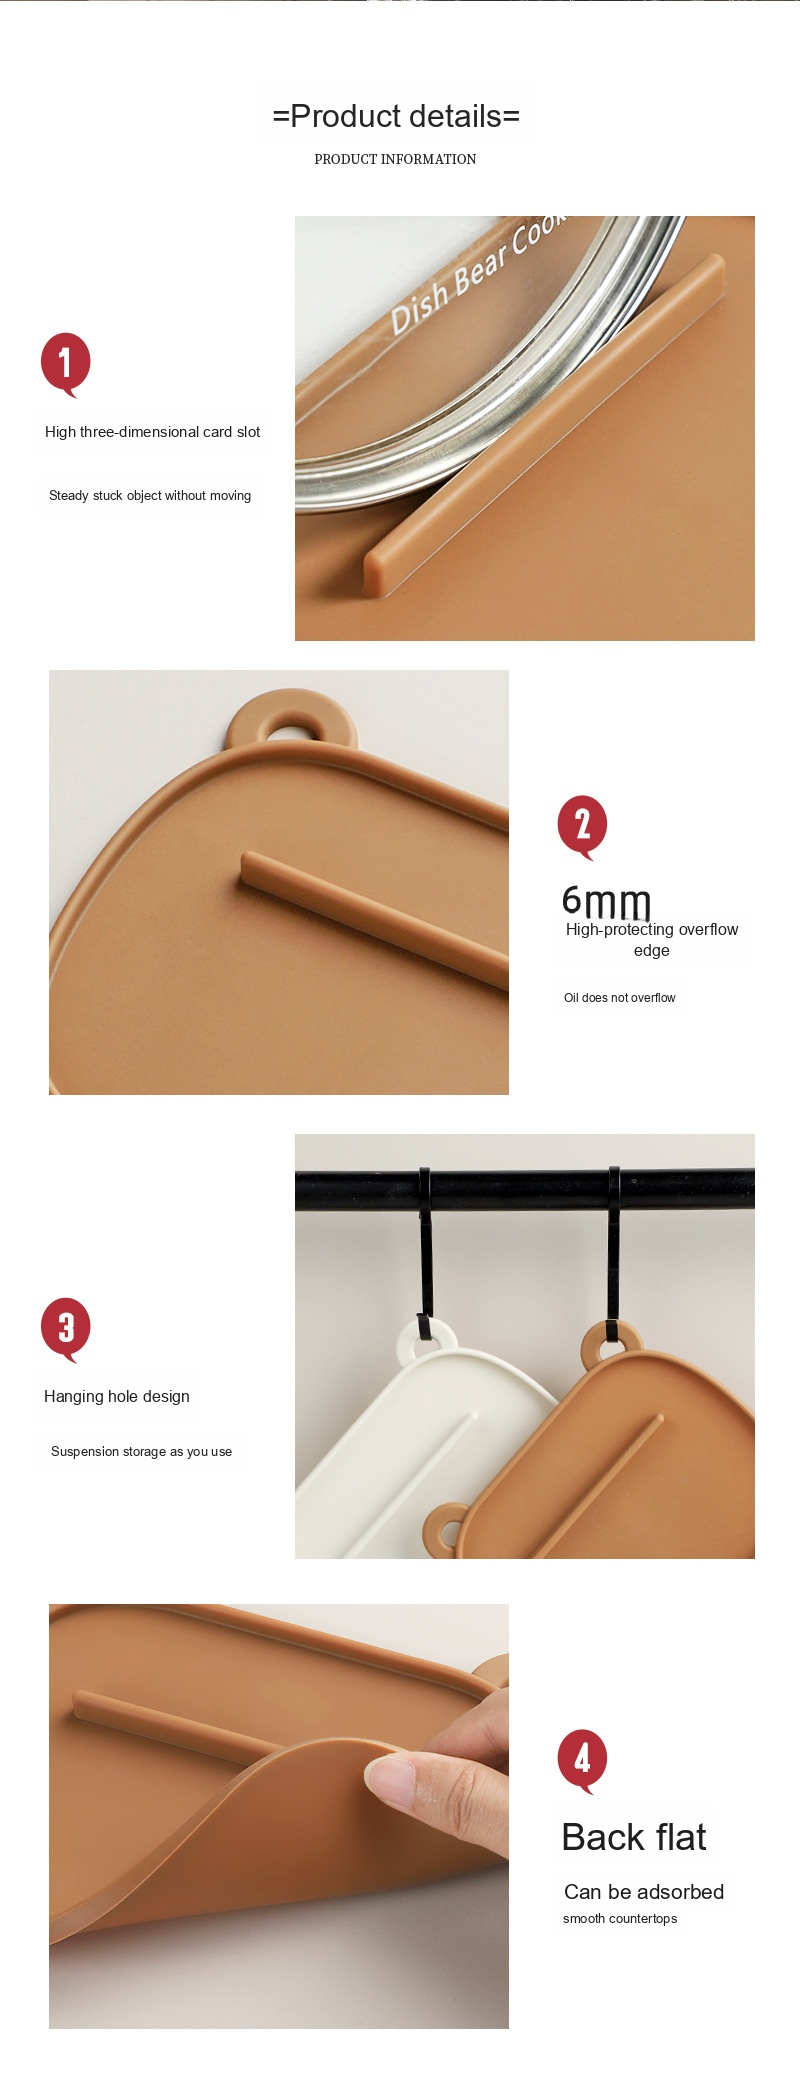 =Product details=
PRODUCT INFORMATION
Dish Bear Cook
1
High three-dimensional card slot
Steady stuck object without moving
2
6mm
High-protecting overflow
edge
Oil does not overflow
3
Hanging hole design
Suspension storage as you use
4
Back flat
Can be adsorbed
smooth countertops